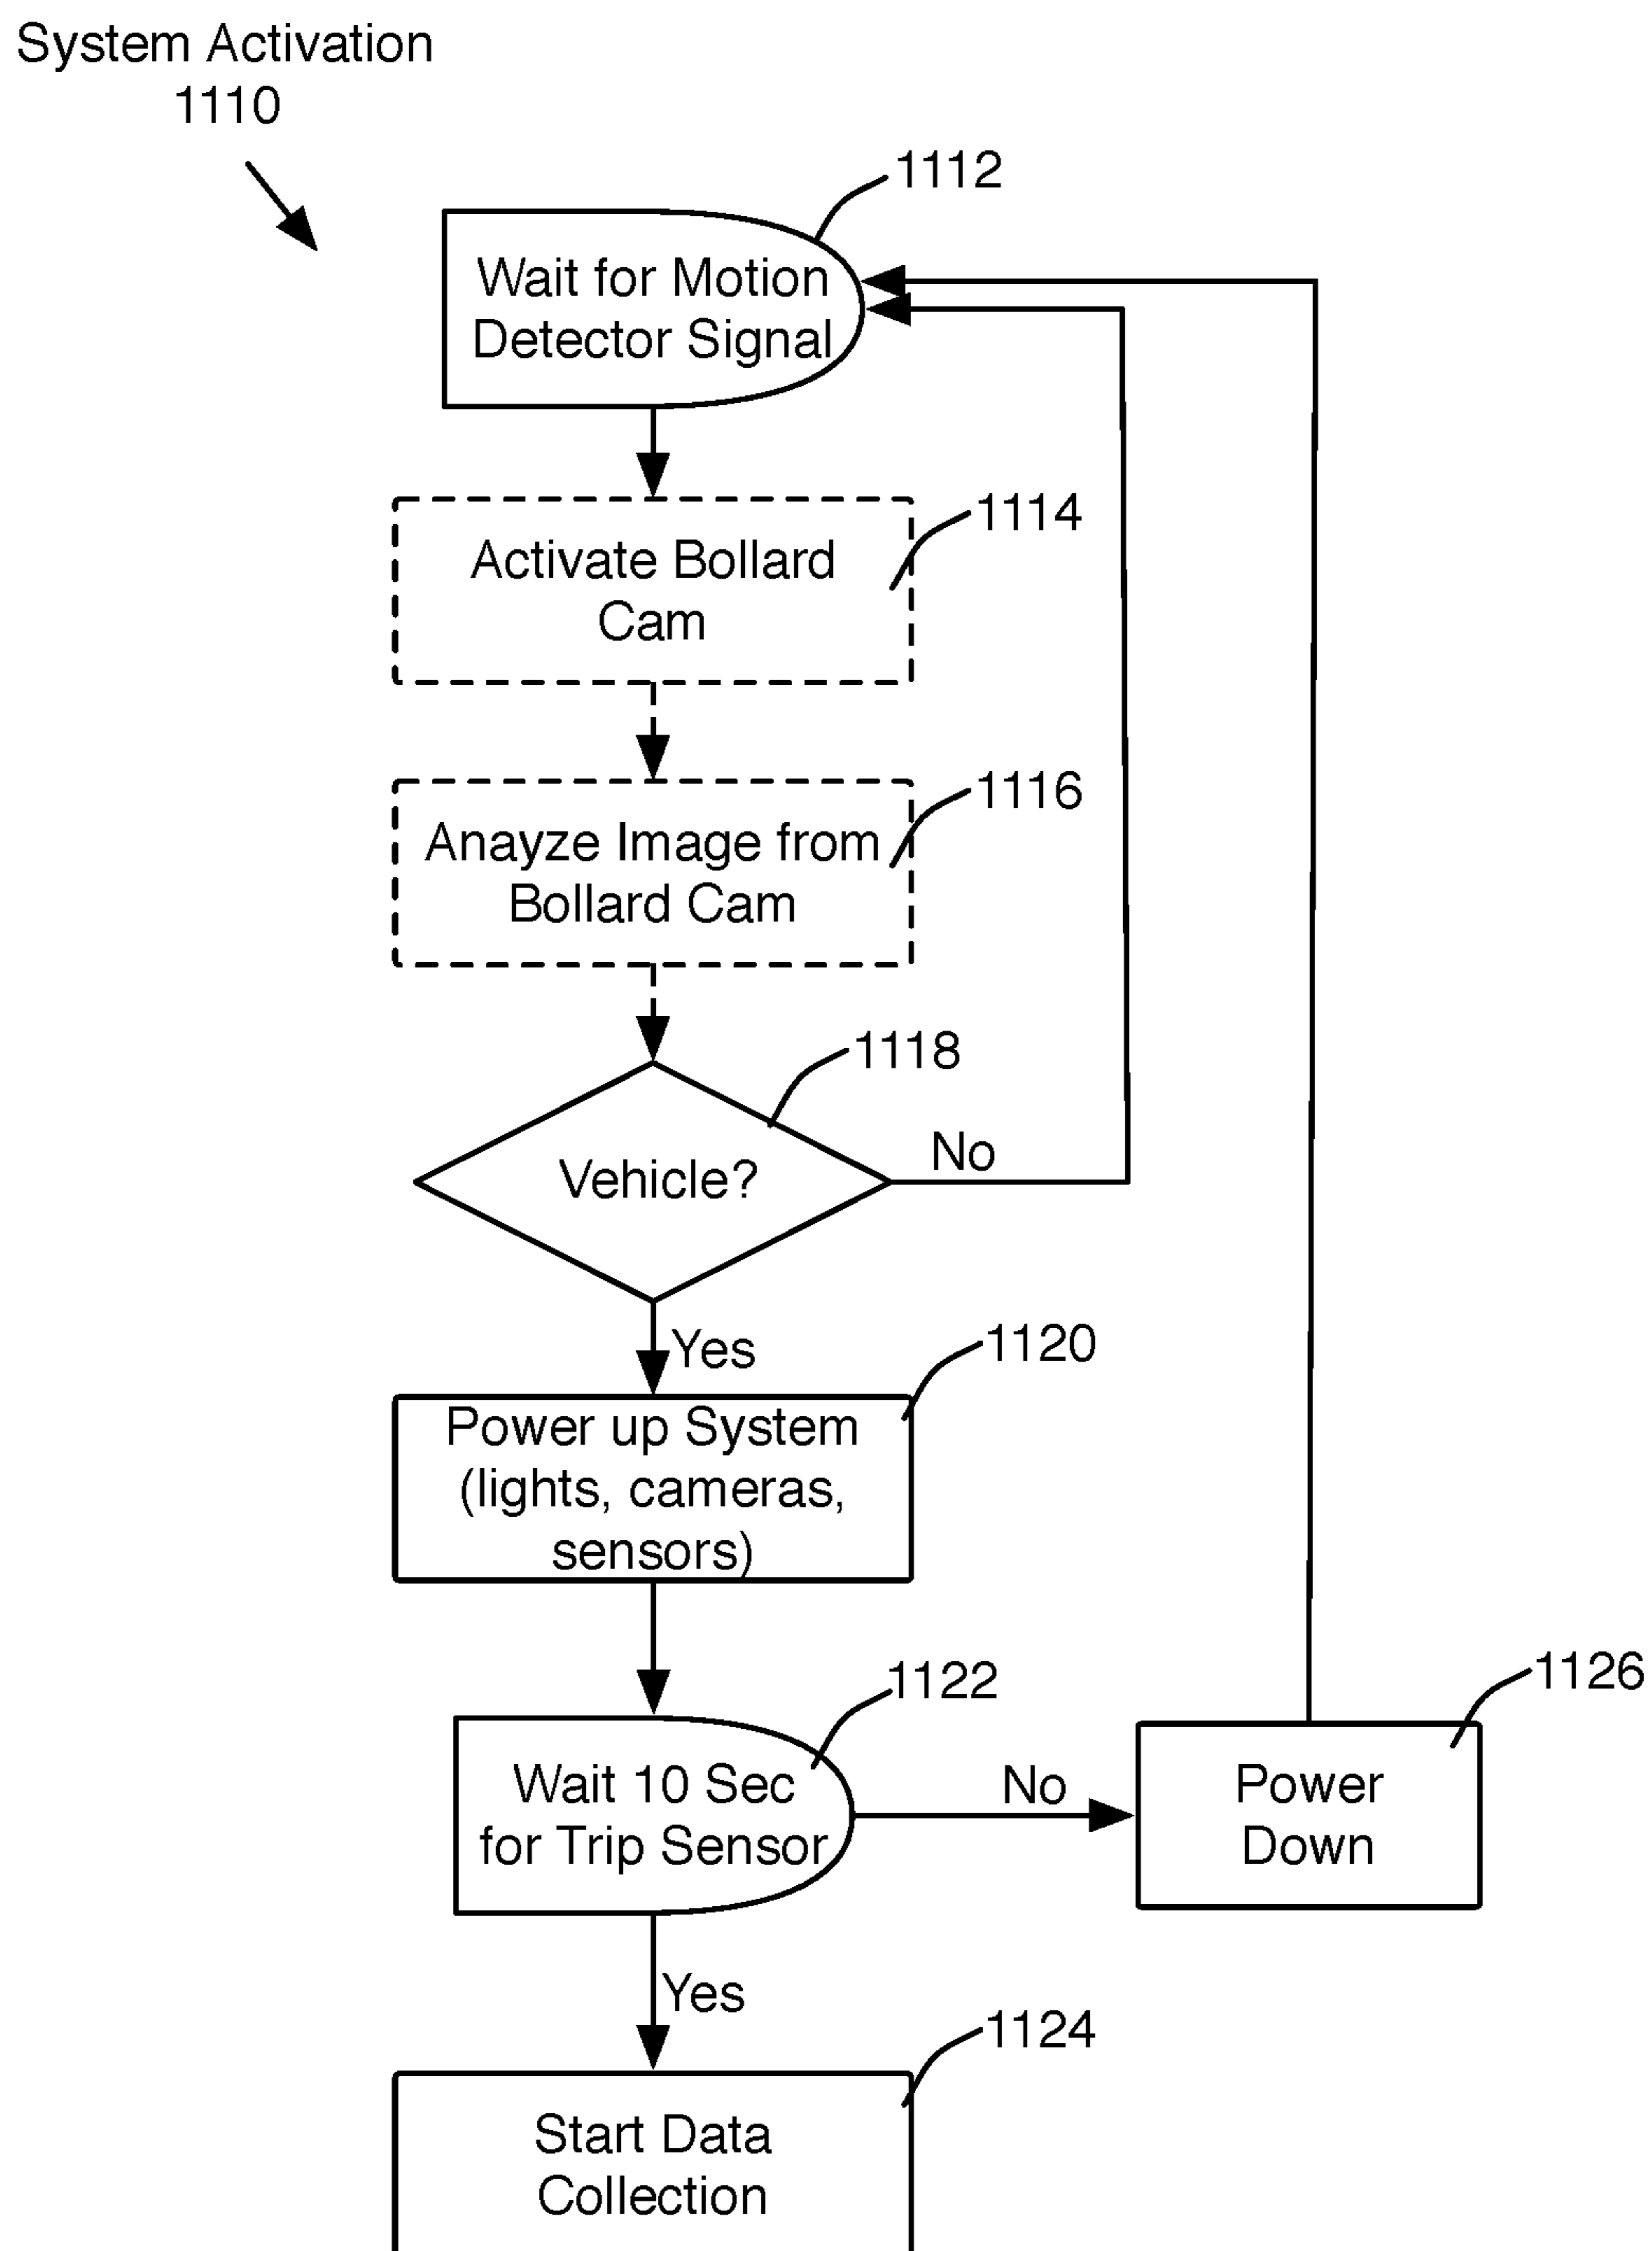 System Activation
1110
1112
Wait for Motion
Detector Signal
1114
Activate Bollard
Cam
1116
Anayze Image from
Bollard Cam
1118
Vehicle?
No
Yes
1120
Power up System
(lights, cameras,
sensors)
1122
Wait 10 Sec
for Trip Sensor
No
1126
Power
Down
Yes
1124
Start Data
Collection